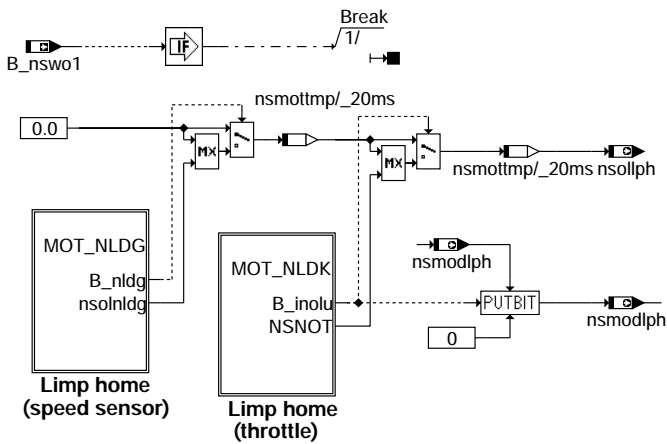 Break
1/
IF
B_nswo1
nsmottmp/_20ms
0.0
MX
MX
nsmottmp/_20ms
nsollph
MOT_NLDG
B_nldg
nsolnldg
MOT_NLDK
B_inolu
NSNOT
nsmodlph
PUTBIT
nsmodlph
0
Limp home
(speed sensor)
Limp home
(throttle)